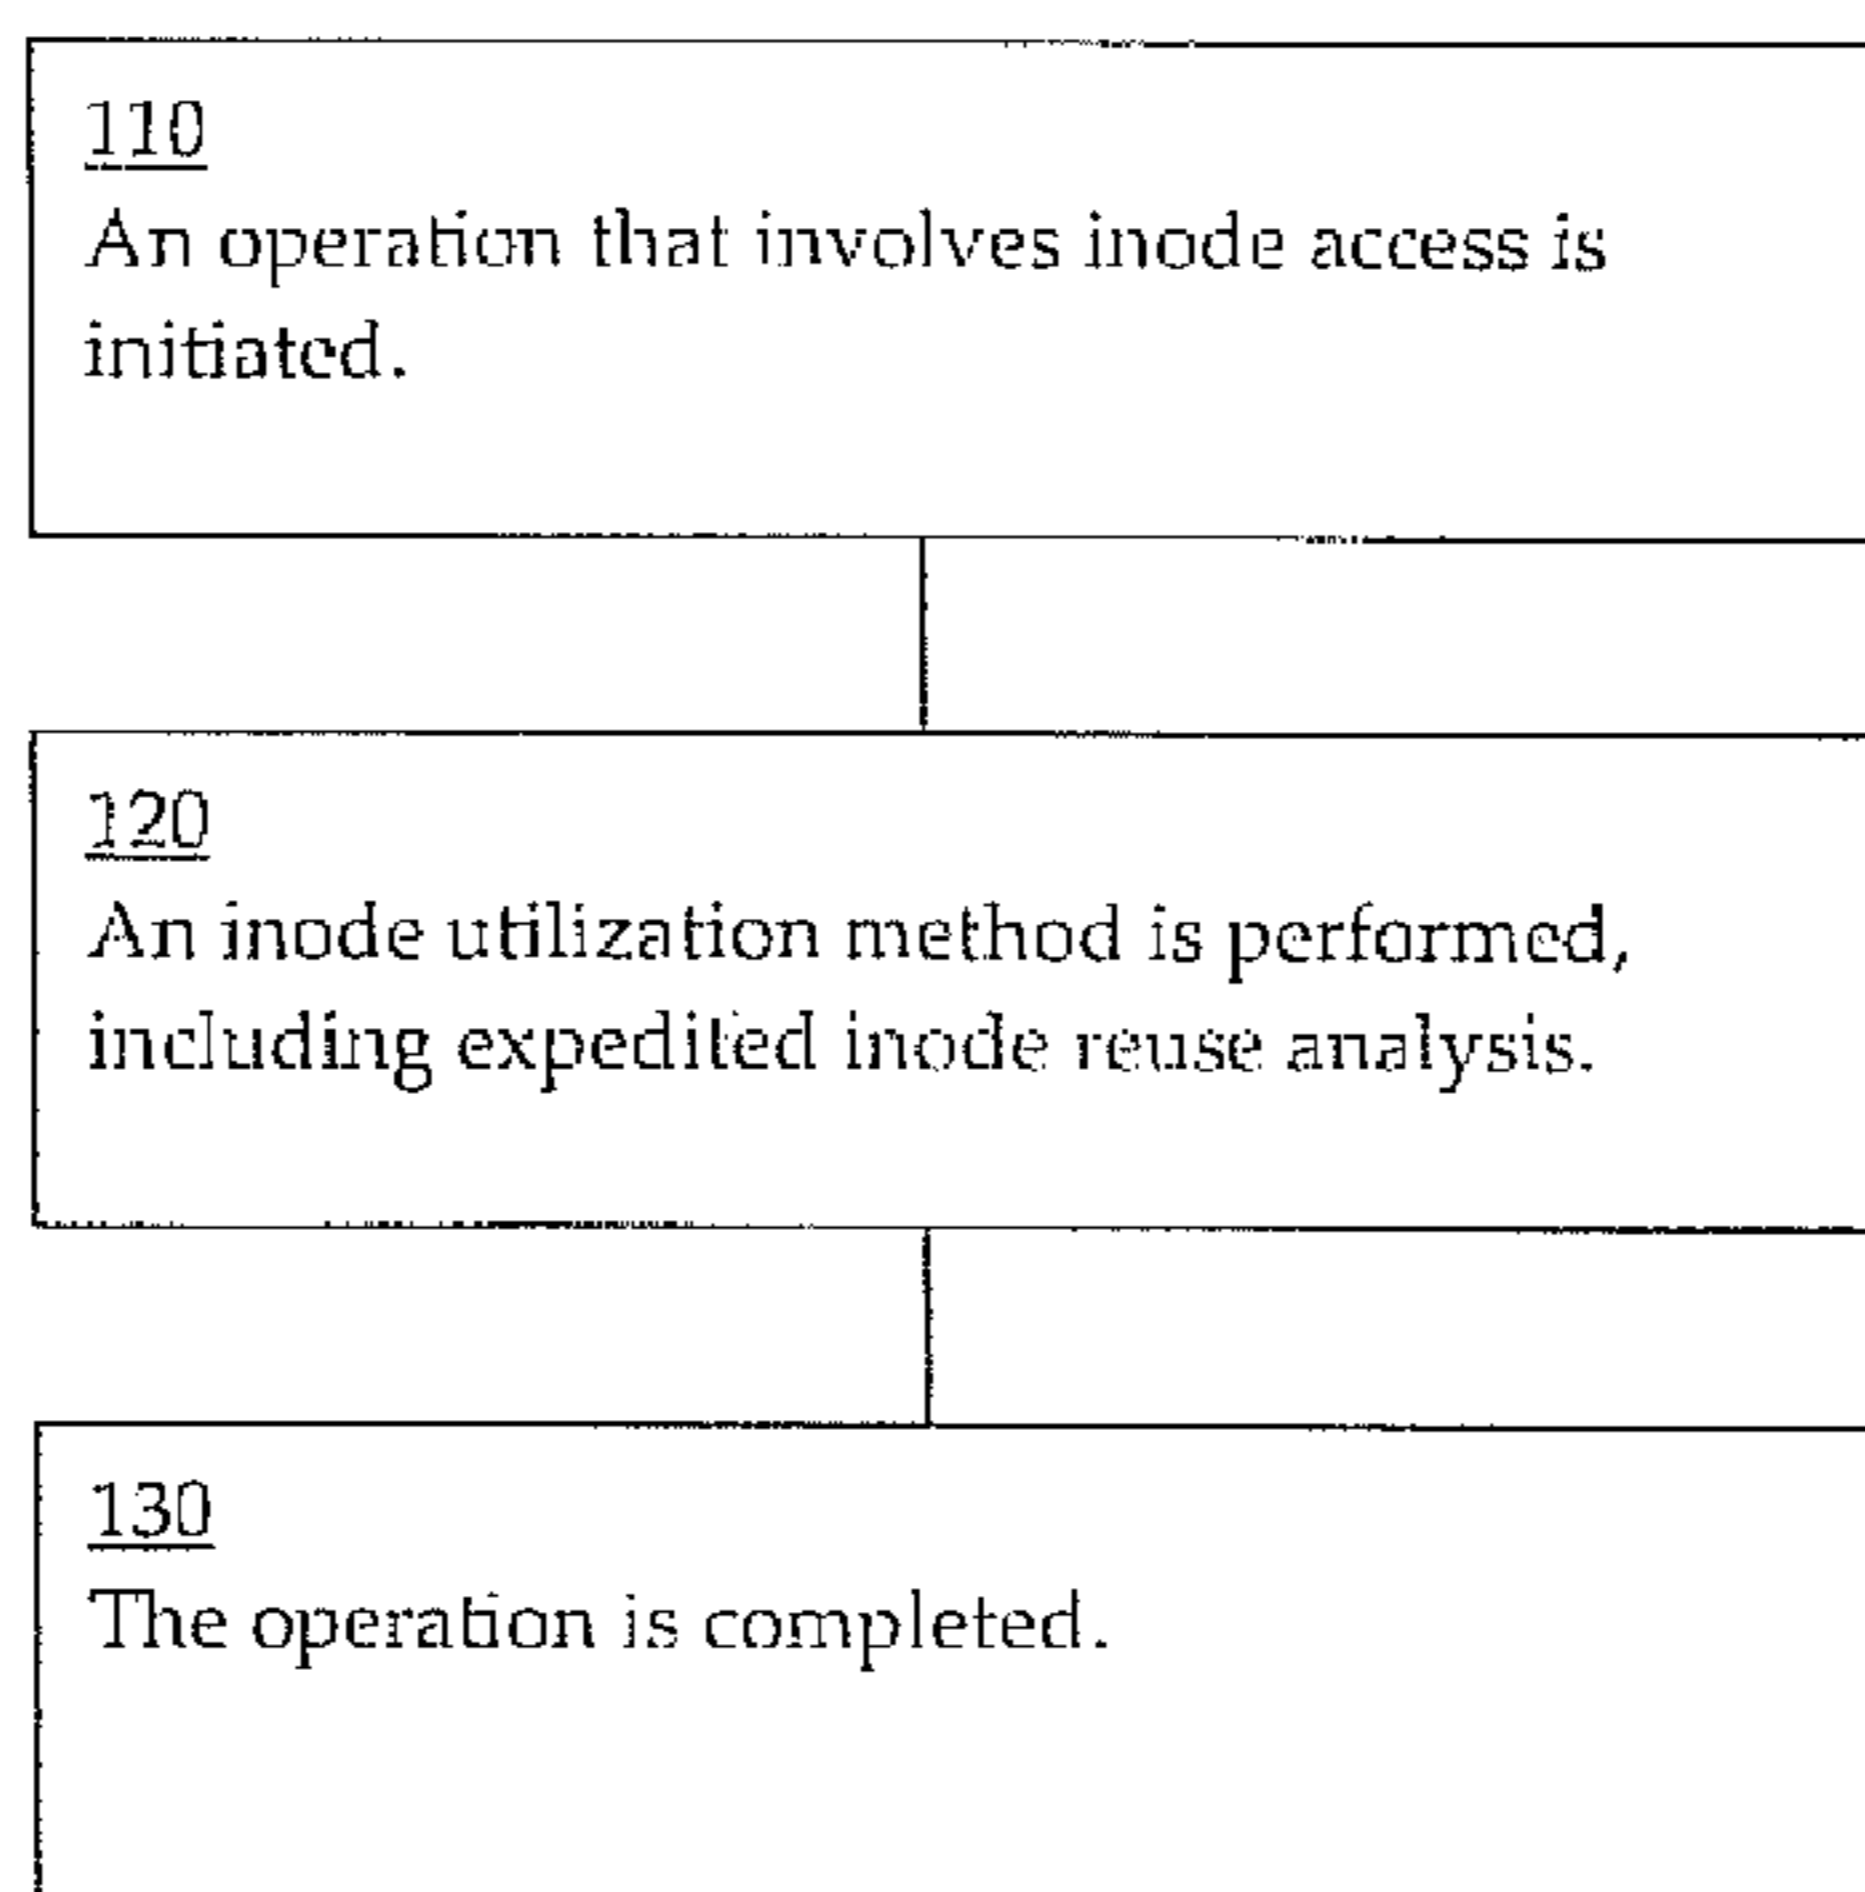 110
An operation that involves inode access is
initiated.
120
An inode utilization method is performed,
including expedited inode reuse analysis.
130
The operation is completed.